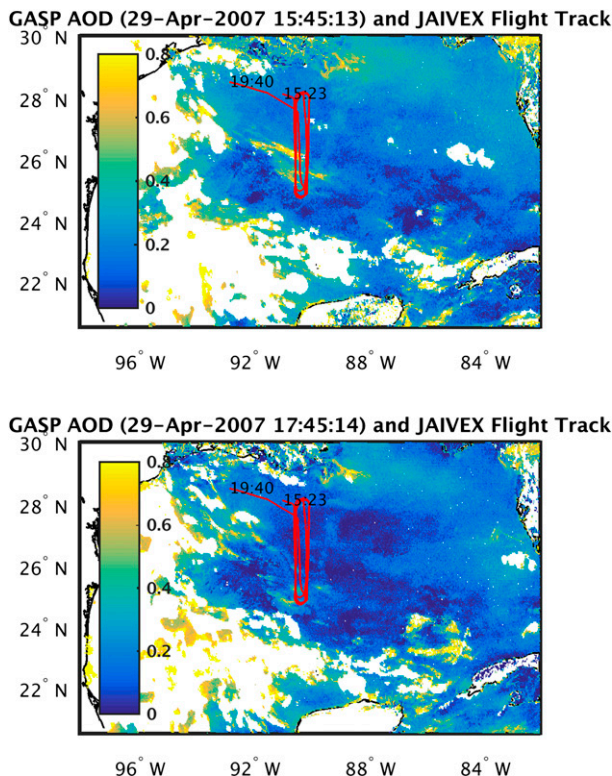 GASP AOD (29-Apr-2007 15:45:13) and JAIVEX Flight Track
30° N
28° N
26° N
24° N
22° N
0.8
0.6
0.4
0.2
0
19:40
15:23
96° W
92° W
88° W
84° W
GASP AOD (29-Apr-2007 17:45:14) and JAIVEX Flight Track
30° N
28° N
26° N
24° N
22° N
0.8
0.6
0.4
0.2
0
19:40
15:23
96° W
92° W
88° W
84° W